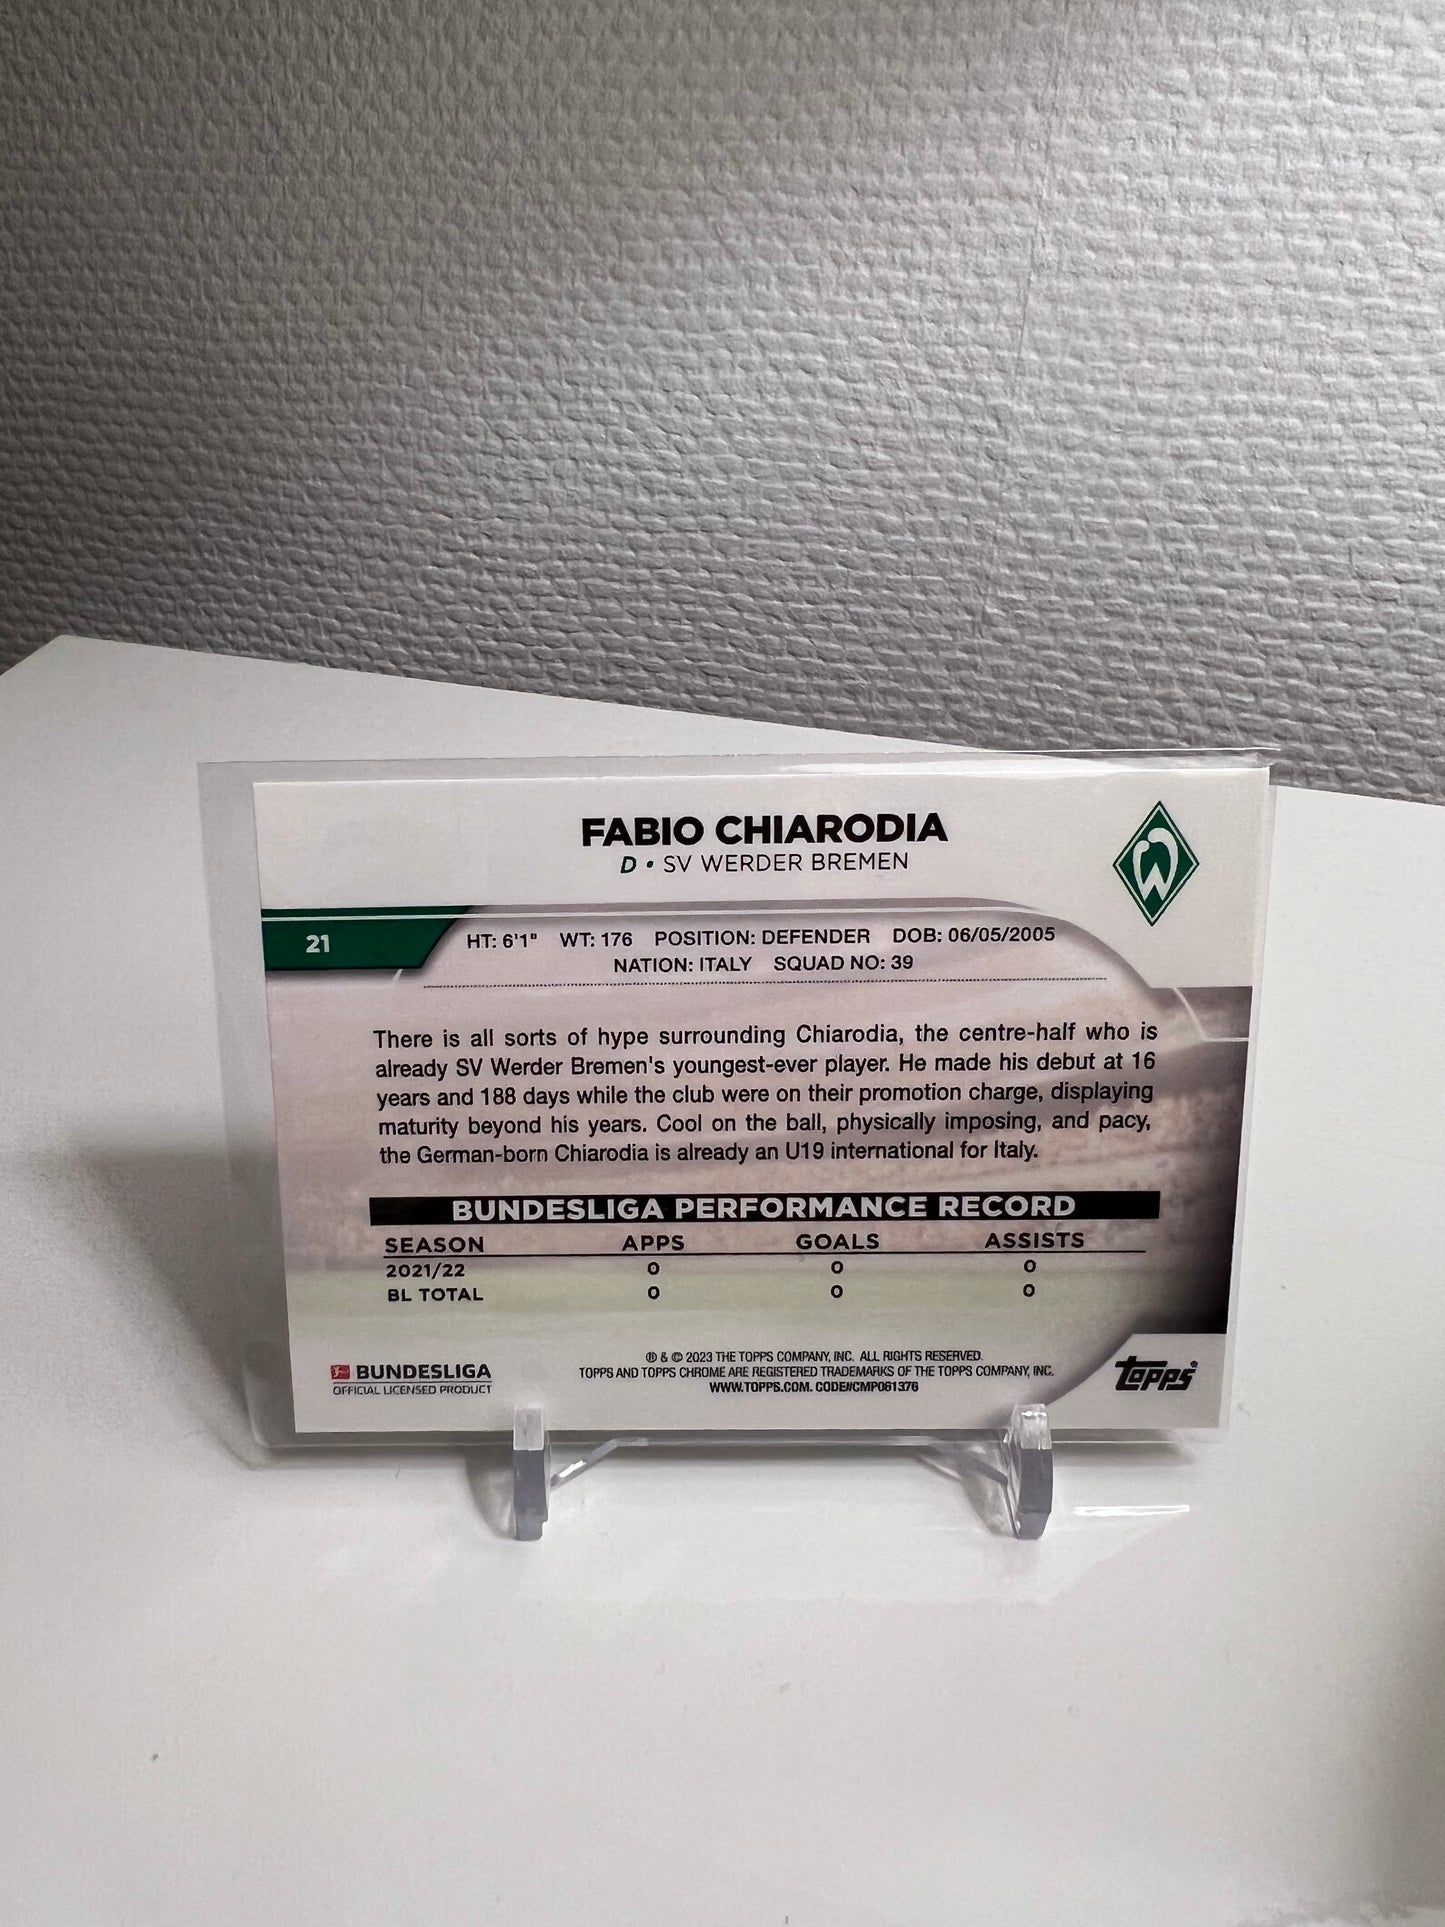 FABIO CHIARODIA
D • SV WERDER BREMEN
21
HT: 6'1" WT: 176 POSITION: DEFENDER DOB: 06/05/2005
NATION: ITALY SQUAD NO: 39
There is all sorts of hype surrounding Chiarodia, the centre-half who is
already SV Werder Bremen's youngest-ever player. He made his debut at 16
years and 188 days while the club were on their promotion charge, displaying
maturity beyond his years. Cool on the ball, physically imposing, and pacy,
the German-born Chiarodia is already an U19 international for Italy.
BUNDESLIGA PERFORMANCE RECORD
SEASON APPS GOALS ASSISTS
2021/22 0 0 0
BL TOTAL 0 0 0
BUNDESLIGA
OFFICIAL LICENSED PRODUCT
® & © 2023 THE TOPPS COMPANY, INC. ALL RIGHTS RESERVED.
TOPPS AND TOPPS CHROME ARE REGISTERED TRADEMARKS OF THE TOPPS COMPANY, INC.
WWW.TOPPS.COM. CODE#CMP061376
topps®